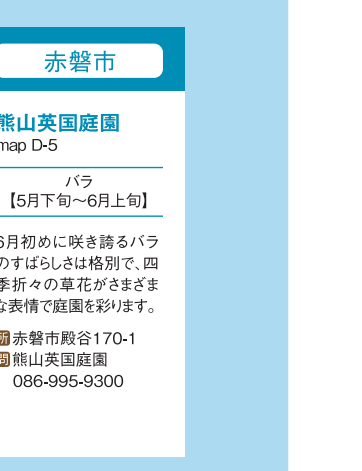 赤磐市
熊山英国庭園
map D-5
バラ
【5月下旬～6月上旬】
6月初めに咲き誇るバラ
のすばらしさは格別で、四
季折々の草花がさまざま
な表情で庭園を彩ります。
所 赤磐市殿谷170-1
問 熊山英国庭園
086-995-9300